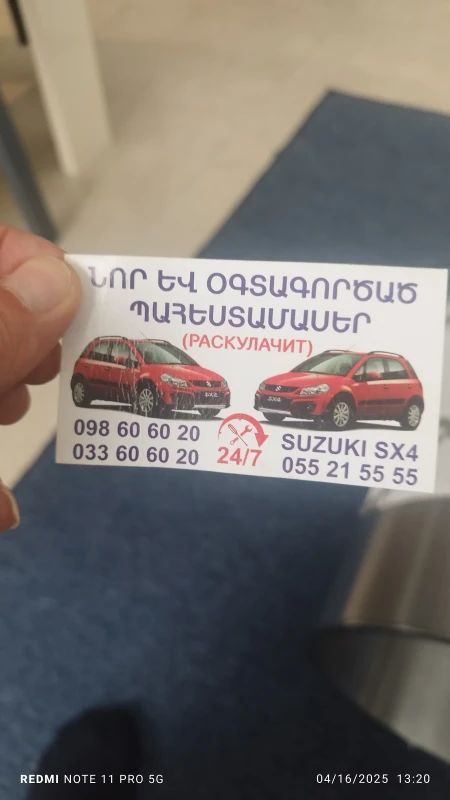 ՆՈՐ ԵՎ ՕԳՏԱԳՈՐԾԱԾ
ՊԱՀԵՍՏԱՄԱՍԵՐ
(РАСКУЛАЧИТ)
098 60 60 20
033 60 60 20
24/7
SUZUKI SX4
055 21 55 55
REDMI NOTE 11 PRO 5G
04/16/2025 13:20